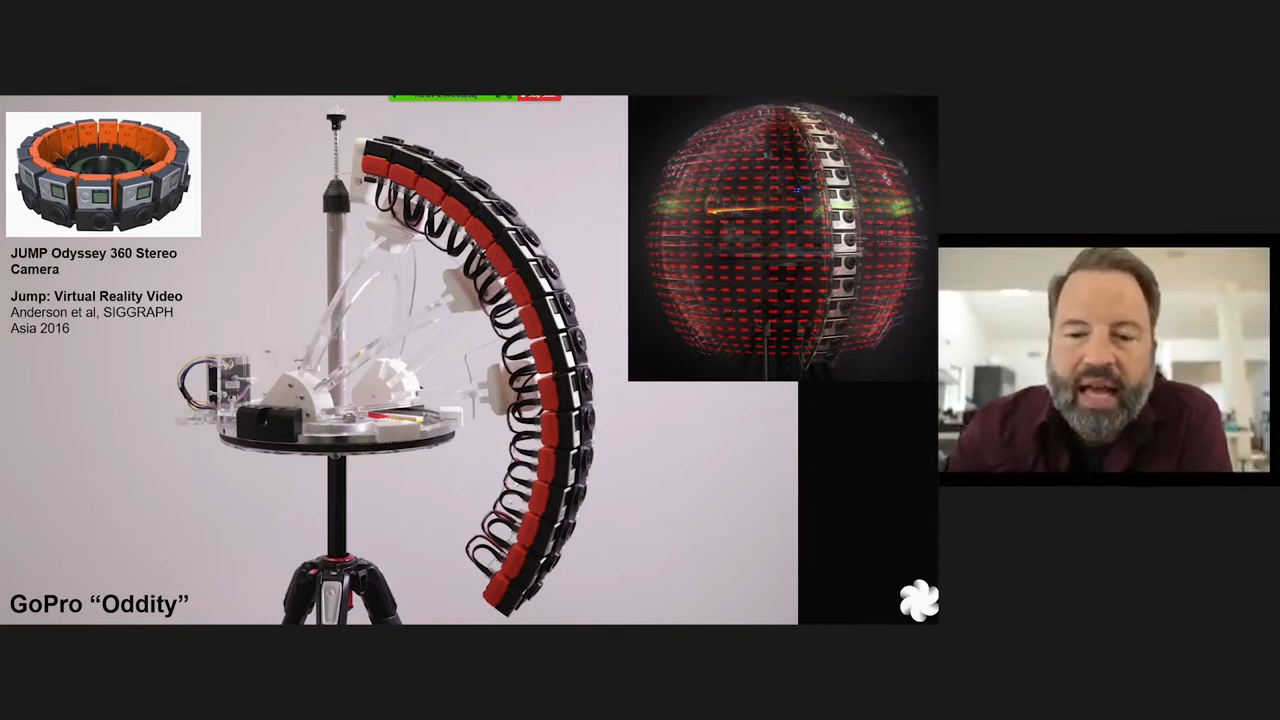 JUMP Odyssey 360 Stereo
Camera
Jump: Virtual Reality Video
Anderson et al, SIGGRAPH
Asia 2016
GoPro “Oddity”